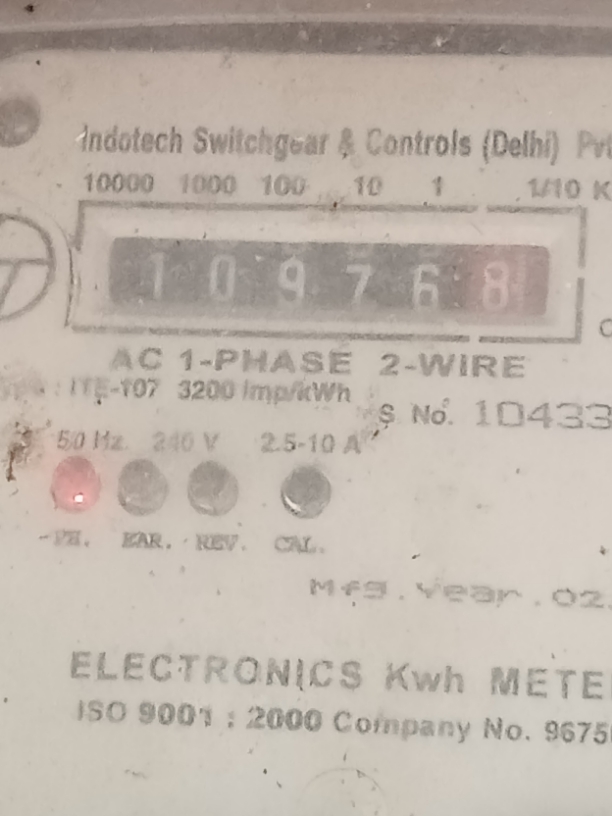 Indotech Switchgear & Controls (Delhi) Pvt
10000 1000 100 10 1 1/10 K
1 0 9 7 6 8
AC 1-PHASE 2-WIRE
: ITE-107 3200 Imp/kWh
S No. 10433
50 Hz. 240 V 2.5-10 A
PH. EAR. REV. CAL.
Mfg. Year. 02.
ELECTRONICS Kwh METE
ISO 9001 : 2000 Company No. 9675